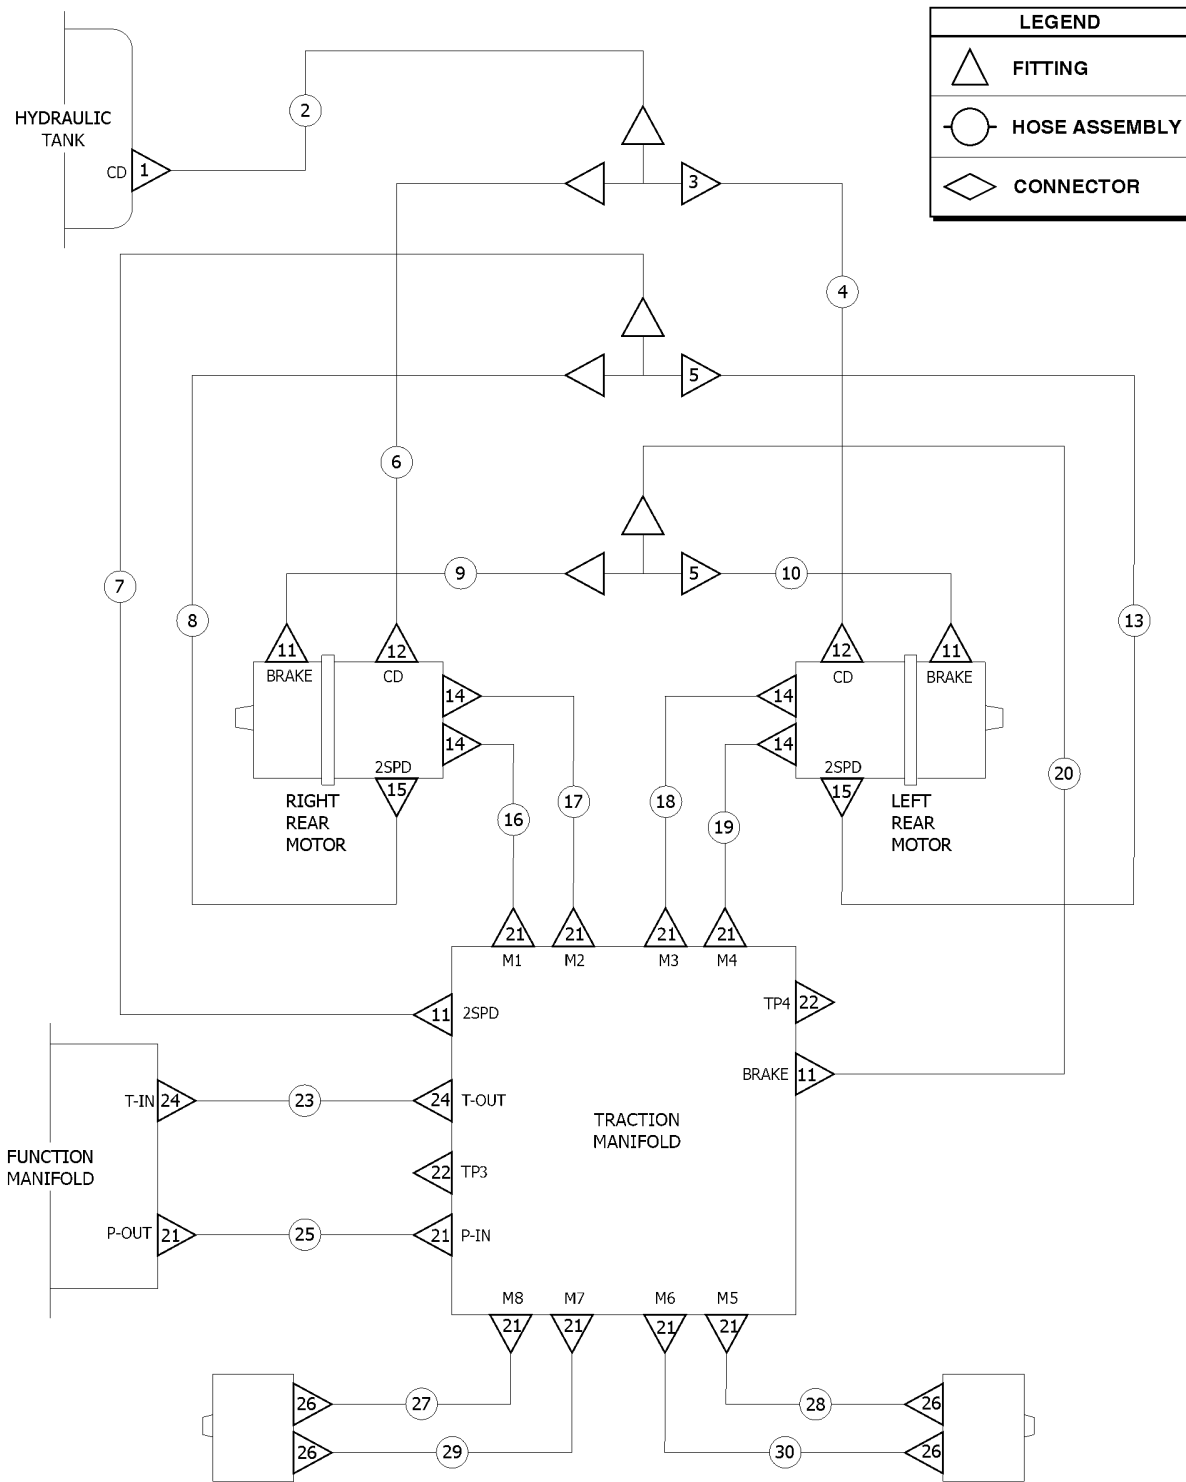 LEGEND
FITTING
HOSE ASSEMBLY
CONNECTOR
HYDRAULIC
TANK
CD
1
2
3
4
5
6
7
8
9
5
10
13
11
12
12
11
BRAKE
CD
CD
BRAKE
14
14
14
14
2SPD
15
2SPD
15
RIGHT
REAR
MOTOR
LEFT
REAR
MOTOR
16
17
18
19
20
21
21
21
21
M1
M2
M3
M4
11
2SPD
TP4
22
BRAKE
11
T-IN
24
23
24
T-OUT
TRACTION
MANIFOLD
FUNCTION
MANIFOLD
22
TP3
P-OUT
21
25
21
P-IN
M8
M7
M6
M5
21
21
21
21
26
27
28
26
26
29
30
26